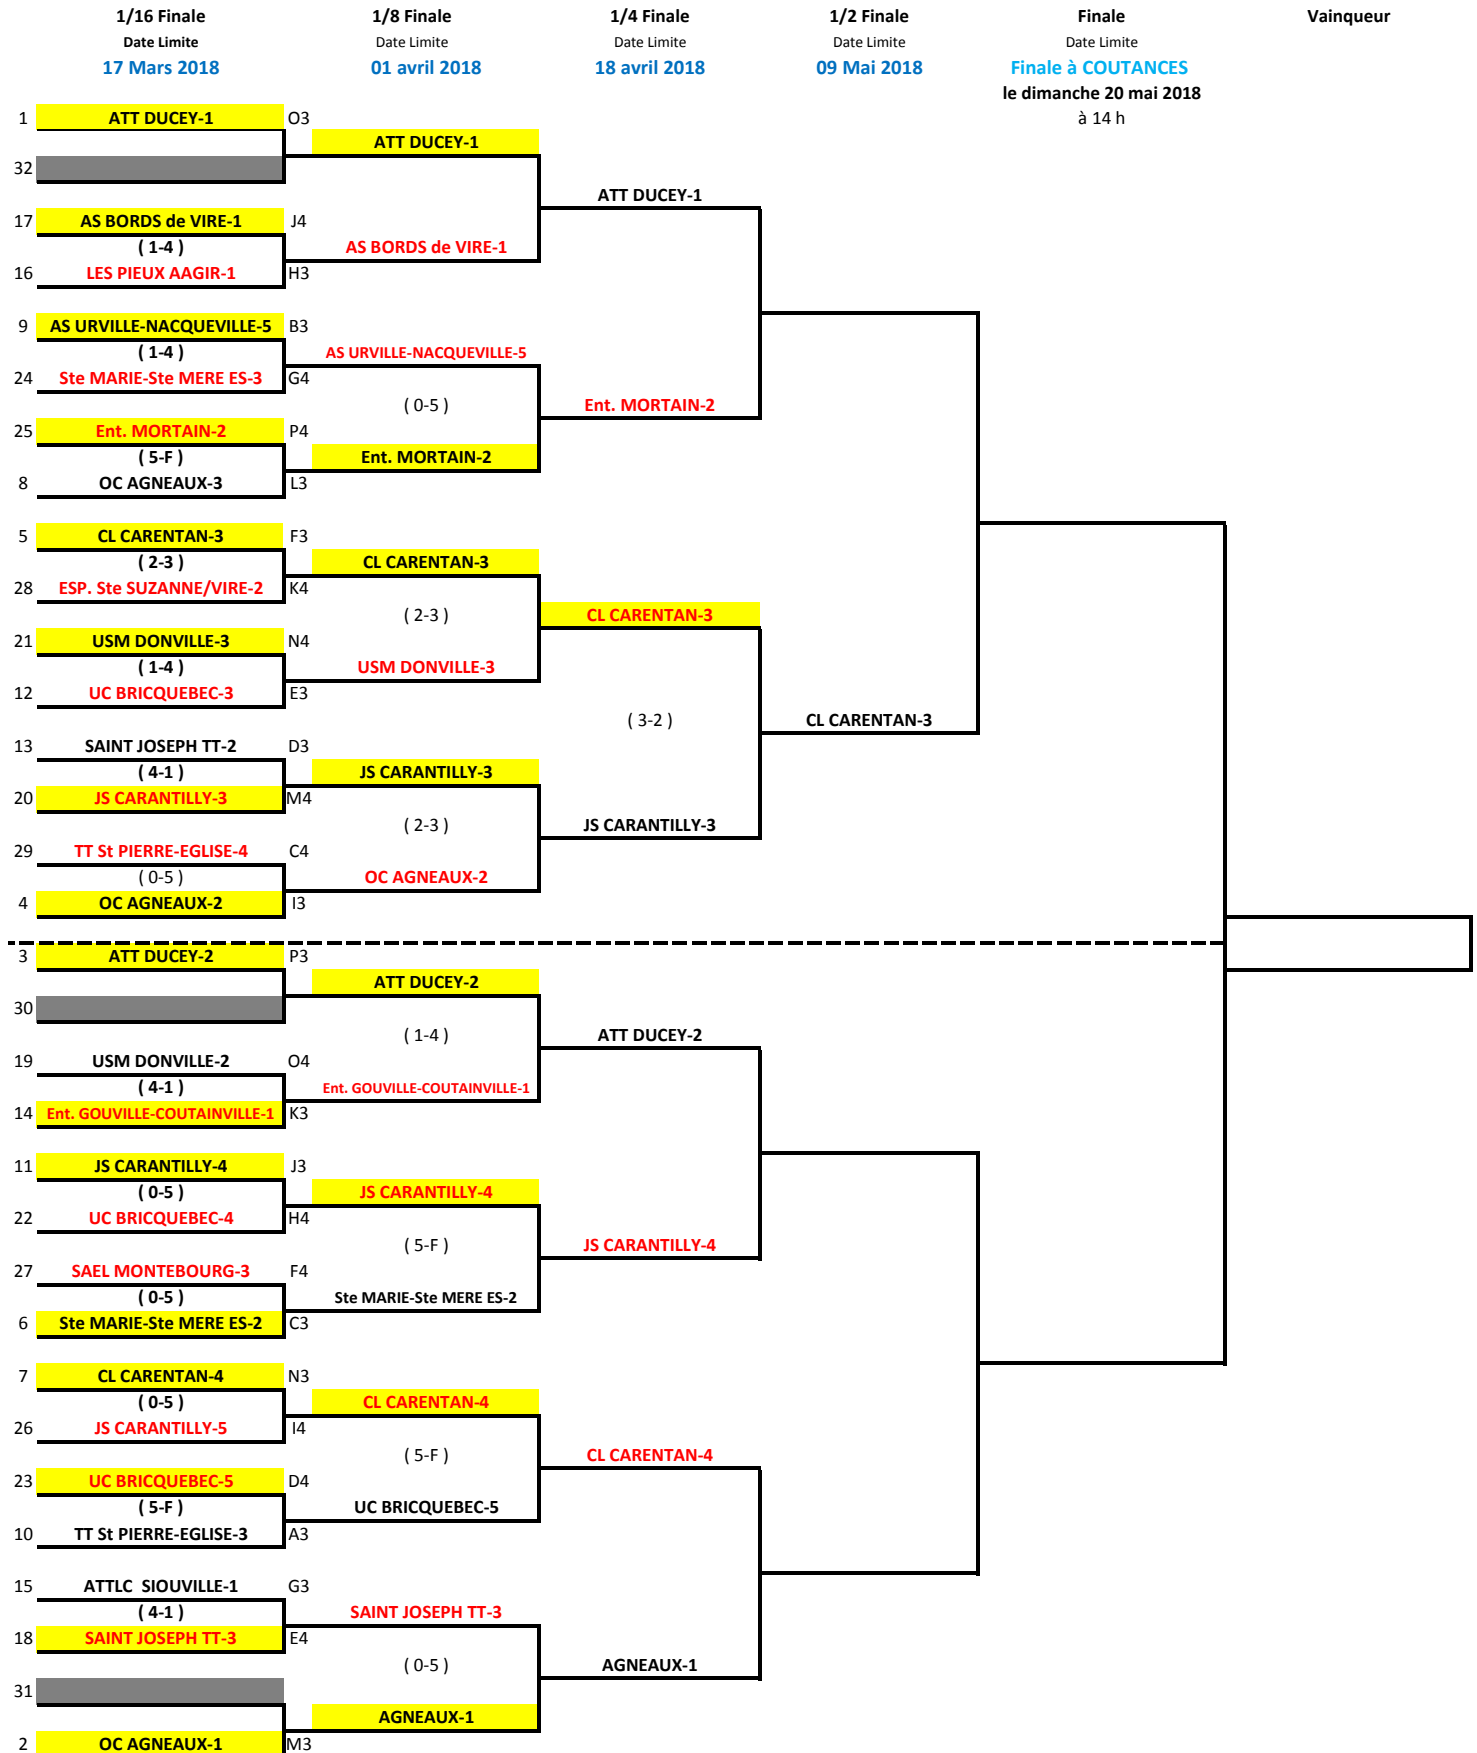 1/16 Finale 1/8 Finale 1/4 Finale 1/2 Finale Finale Vainqueur
Date Limite Date Limite Date Limite Date Limite Date Limite
17 Mars 2018 01 avril 2018 18 avril 2018 09 Mai 2018 Finale à COUTANCES
le dimanche 20 mai 2018
1 ATT DUCEY-1 O3 à 14 h
ATT DUCEY-1
32
ATT DUCEY-1
17 AS BORDS de VIRE-1 J4
( 1-4 ) AS BORDS de VIRE-1
16 LES PIEUX AAGIR-1 H3
9 AS URVILLE-NACQUEVILLE-5 B3
( 1-4 ) AS URVILLE-NACQUEVILLE-5
24 Ste MARIE-Ste MERE ES-3 G4
( 0-5 ) Ent. MORTAIN-2
25 Ent. MORTAIN-2 P4
( 5-F ) Ent. MORTAIN-2
8 OC AGNEAUX-3 L3
5 CL CARENTAN-3 F3
( 2-3 ) CL CARENTAN-3
28 ESP. Ste SUZANNE/VIRE-2 K4
( 2-3 ) CL CARENTAN-3
21 USM DONVILLE-3 N4
( 1-4 ) USM DONVILLE-3
12 UC BRICQUEBEC-3 E3
( 3-2 ) CL CARENTAN-3
13 SAINT JOSEPH TT-2 D3
( 4-1 ) JS CARANTILLY-3
20 JS CARANTILLY-3 M4
( 2-3 ) JS CARANTILLY-3
29 TT St PIERRE-EGLISE-4 C4
( 0-5 ) OC AGNEAUX-2
4 OC AGNEAUX-2 I3
3 ATT DUCEY-2 P3
ATT DUCEY-2
30
( 1-4 ) ATT DUCEY-2
19 USM DONVILLE-2 O4
( 4-1 ) Ent. GOUVILLE-COUTAINVILLE-1
14 Ent. GOUVILLE-COUTAINVILLE-1 K3
11 JS CARANTILLY-4 J3
( 0-5 ) JS CARANTILLY-4
22 UC BRICQUEBEC-4 H4
( 5-F ) JS CARANTILLY-4
27 SAEL MONTEBOURG-3 F4
( 0-5 ) Ste MARIE-Ste MERE ES-2
6 Ste MARIE-Ste MERE ES-2 C3
7 CL CARENTAN-4 N3
( 0-5 ) CL CARENTAN-4
26 JS CARANTILLY-5 I4
( 5-F ) CL CARENTAN-4
23 UC BRICQUEBEC-5 D4
( 5-F ) UC BRICQUEBEC-5
10 TT St PIERRE-EGLISE-3 A3
15 ATTLC SIOUVILLE-1 G3
( 4-1 ) SAINT JOSEPH TT-3
18 SAINT JOSEPH TT-3 E4
( 0-5 ) AGNEAUX-1
31
AGNEAUX-1
2 OC AGNEAUX-1 M3